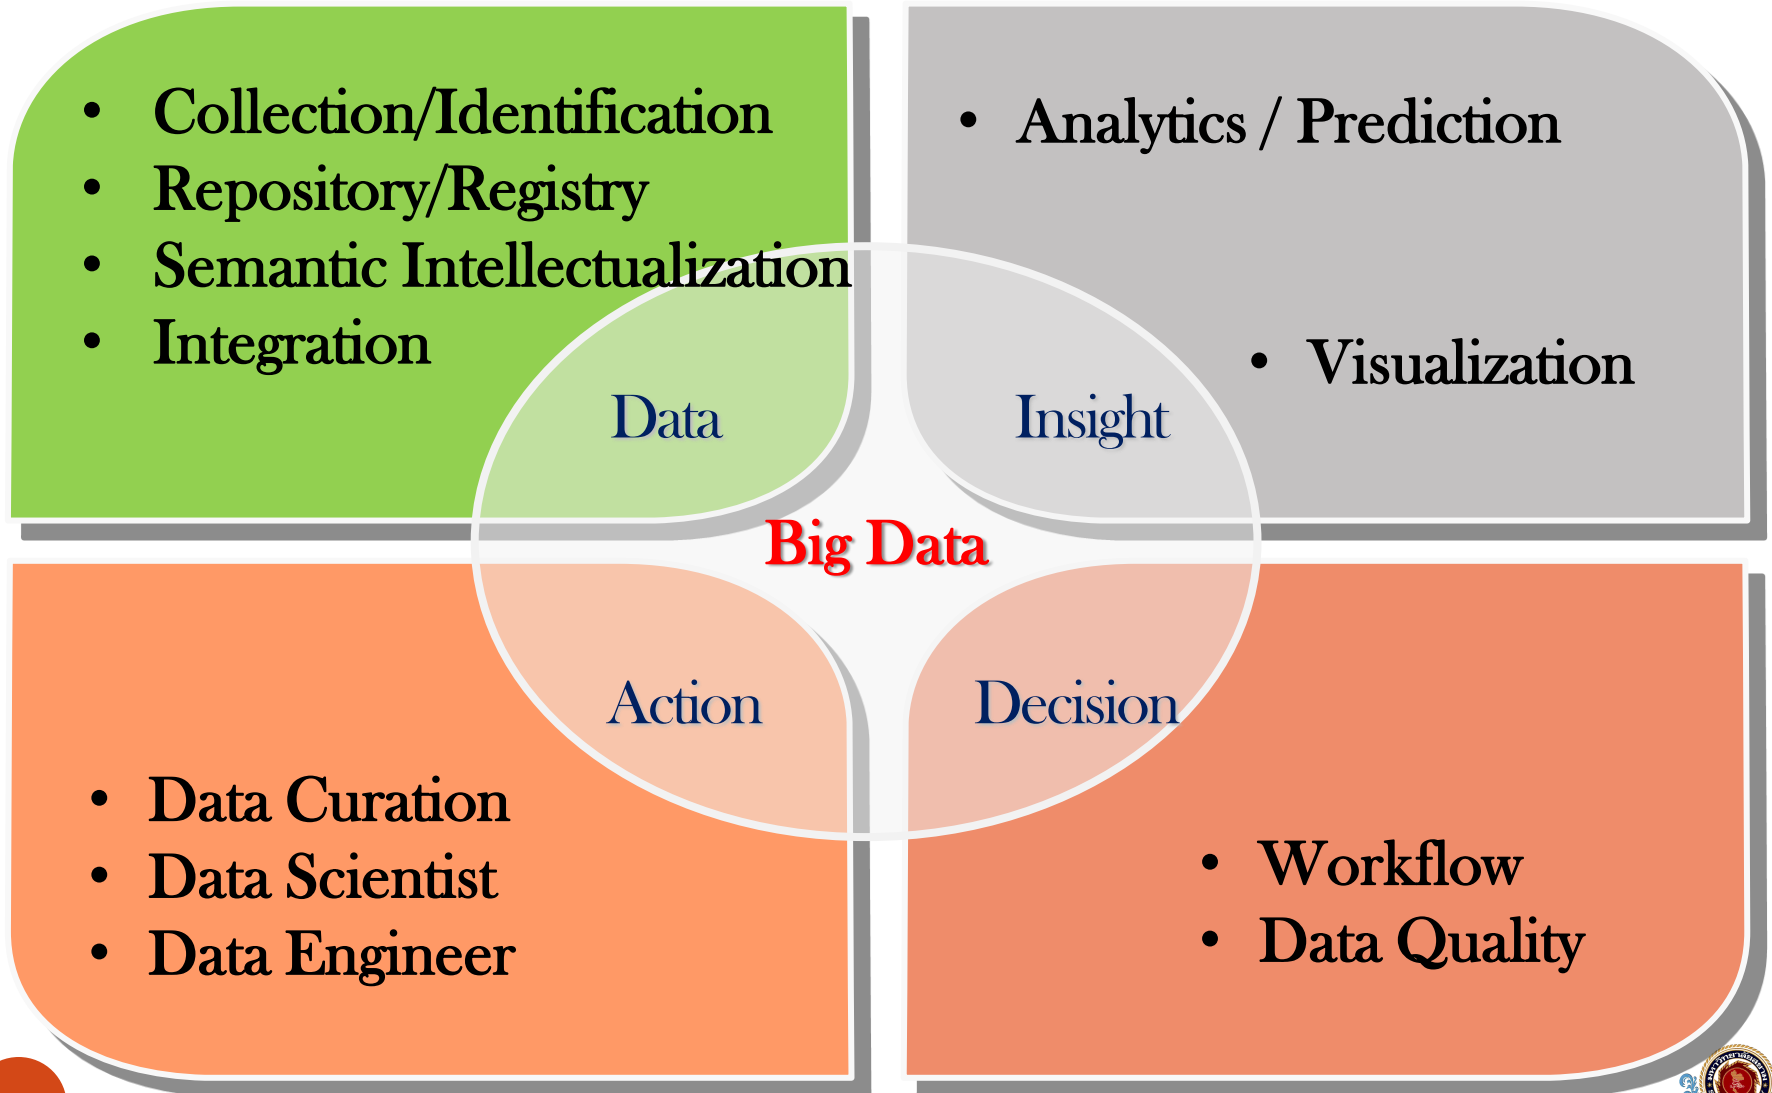 • Collection/Identification
• Repository/Registry
• Semantic Intellectualization
• Integration
Data
• Analytics / Prediction
• Visualization
Insight
Big Data
Action
• Data Curation
• Data Scientist
• Data Engineer
Decision
• Workflow
• Data Quality